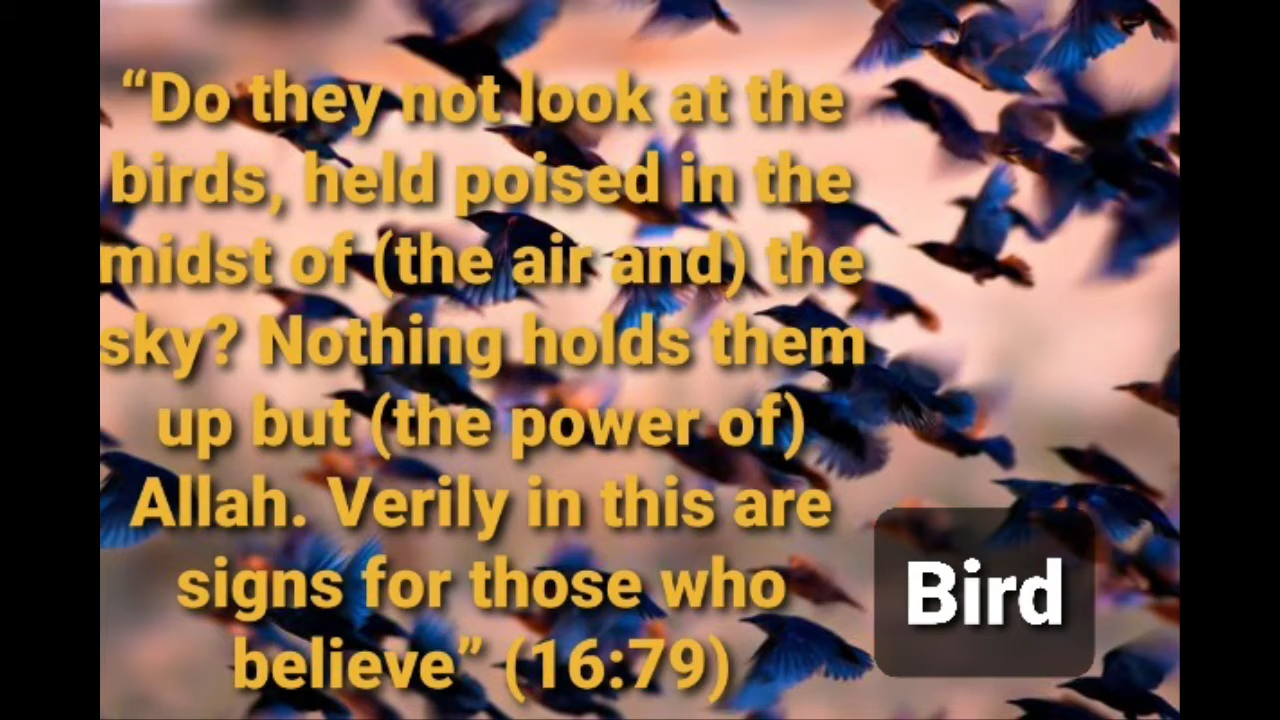 “Do they not look at the
birds, held poised in the
midst of (the air and) the
sky? Nothing holds them
up but (the power of)
Allah. Verily in this are
signs for those who
believe” (16:79)
Bird